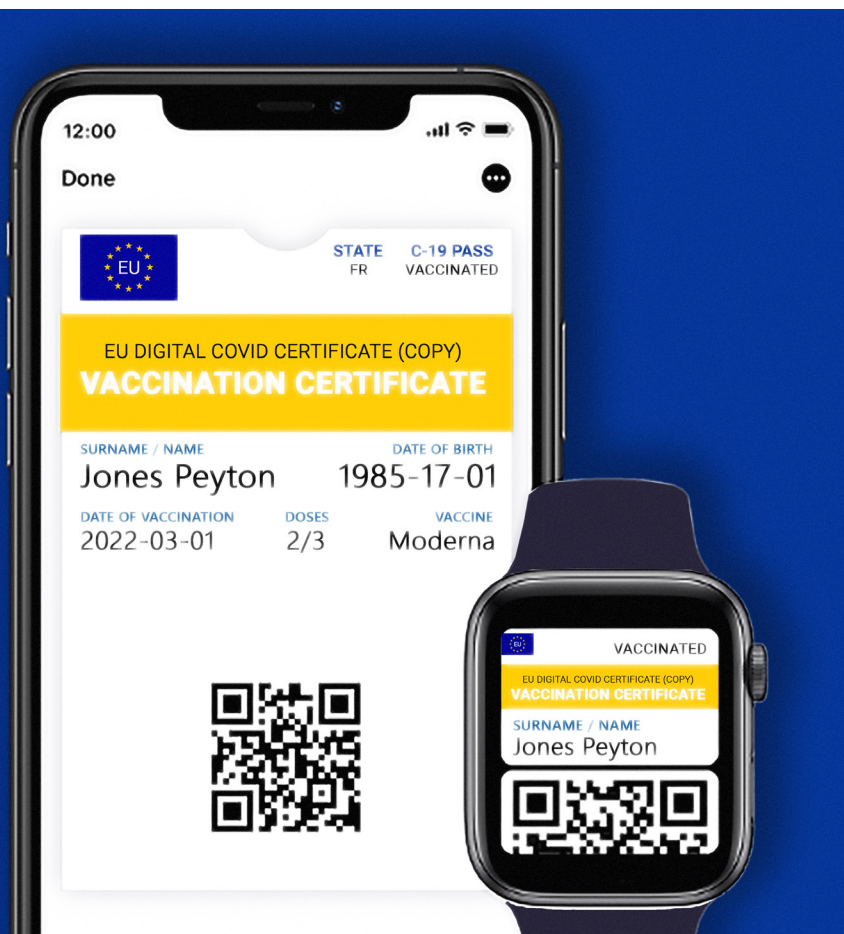 12:00
Done
EU
STATE C-19 PASS
FR VACCINATED
EU DIGITAL COVID CERTIFICATE (COPY)
VACCINATION CERTIFICATE
SURNAME / NAME DATE OF BIRTH
Jones Peyton 1985-17-01
DATE OF VACCINATION DOSES VACCINE
2022-03-01 2/3 Moderna
EU VACCINATED
EU DIGITAL COVID CERTIFICATE (COPY)
VACCINATION CERTIFICATE
SURNAME / NAME
Jones Peyton